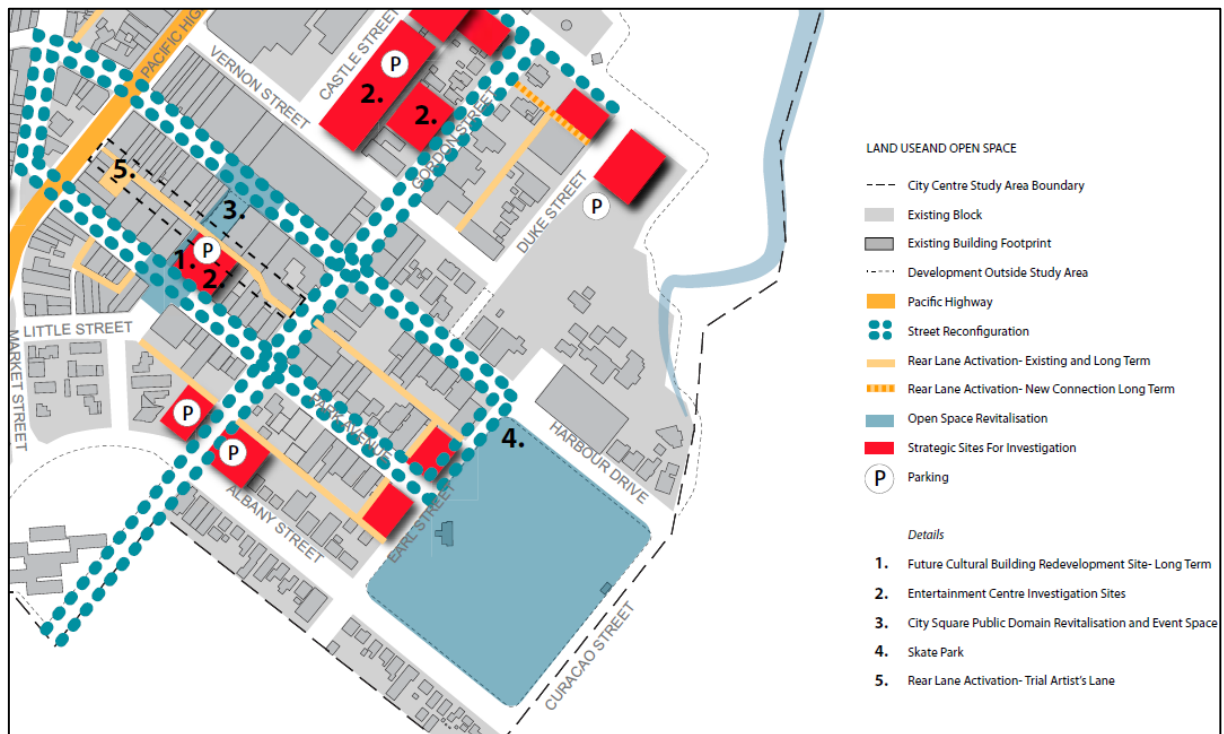 PACIFIC HIG
VERNON STREET
CASTLE STREET
P
2.
2.
GORDON STREET
DUKE STREET
P
5.
3.
P
1.
2.
LITTLE STREET
MARKET STREET
P
P
PARK AVENUE
ALBANY STREET
EARL STREET
4.
HARBOUR DRIVE
CURACAO STREET
LAND USEAND OPEN SPACE
City Centre Study Area Boundary
Existing Block
Existing Building Footprint
Development Outside Study Area
Pacific Highway
Street Reconfiguration
Rear Lane Activation- Existing and Long Term
Rear Lane Activation- New Connection Long Term
Open Space Revitalisation
Strategic Sites For Investigation
P Parking
Details
1. Future Cultural Building Redevelopment Site- Long Term
2. Entertainment Centre Investigation Sites
3. City Square Public Domain Revitalisation and Event Space
4. Skate Park
5. Rear Lane Activation- Trial Artist's Lane